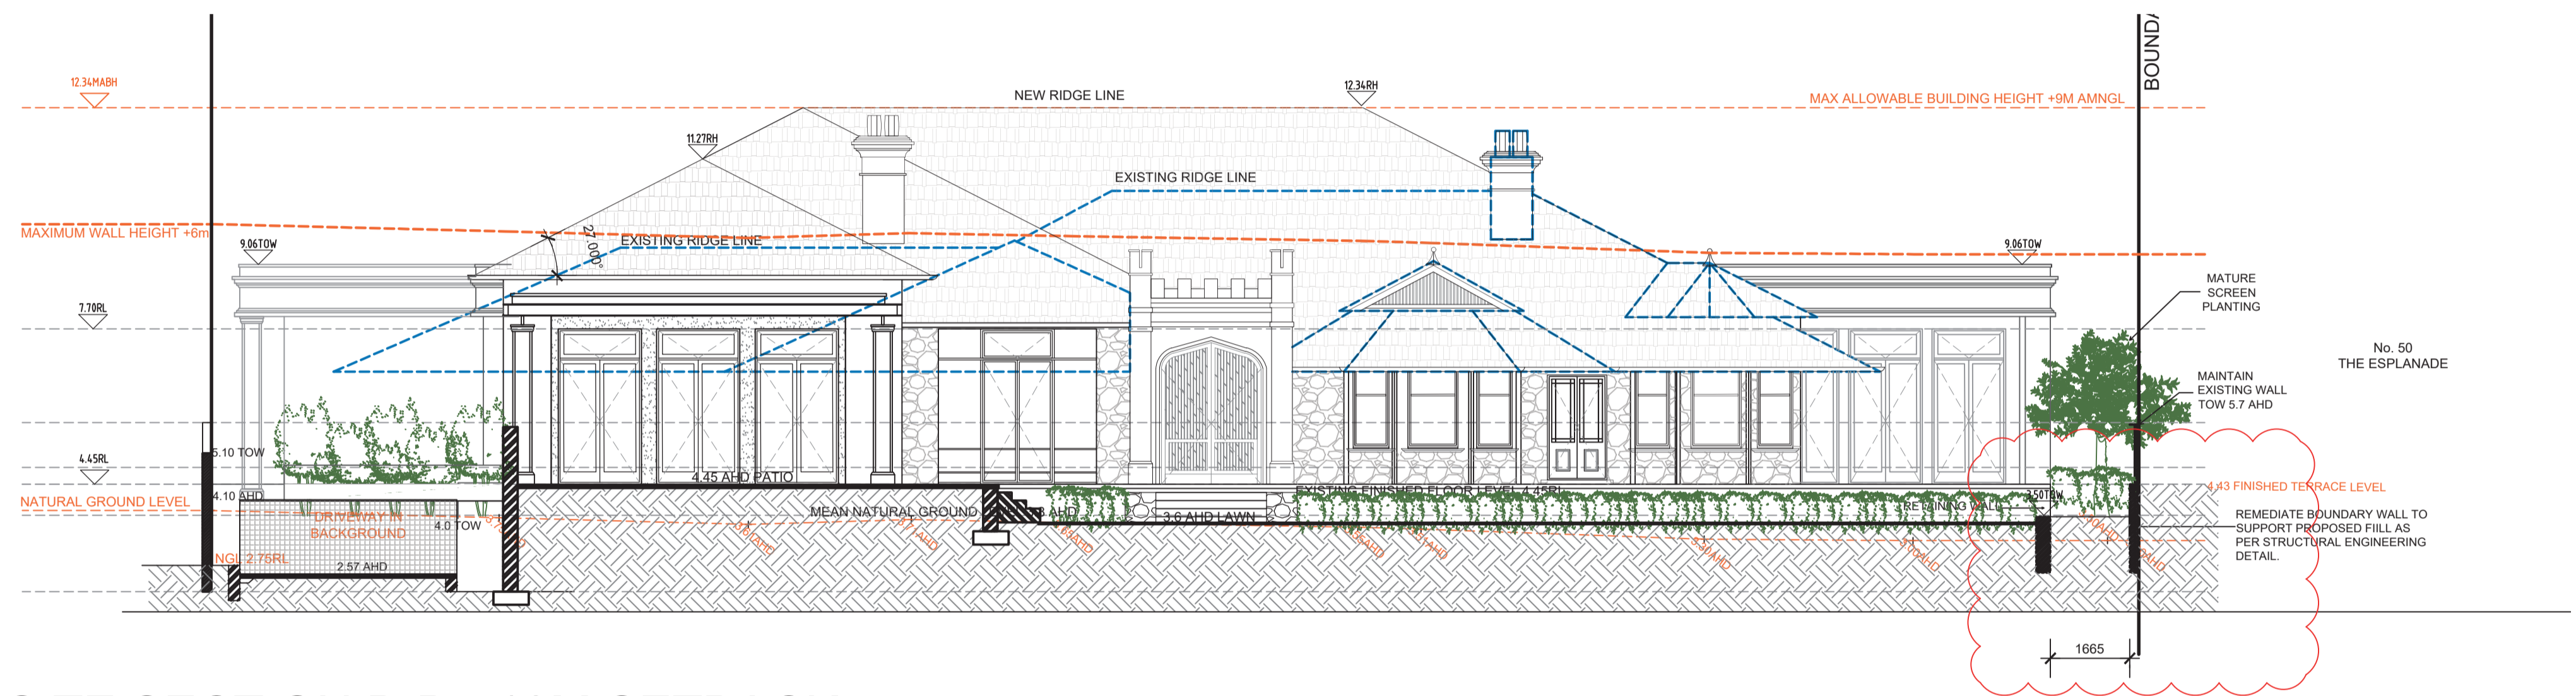 BOUNDA
12.34MABH
NEW RIDGE LINE
12.34RH
MAX ALLOWABLE BUILDING HEIGHT +9M AMNGL
11.27RH
EXISTING RIDGE LINE
MAXIMUM WALL HEIGHT +6m
9.06TOW
27.000°
EXISTING RIDGE LINE
9.06TOW
MATURE
SCREEN
PLANTING
7.70RL
No. 50
THE ESPLANADE
MAINTAIN
EXISTING WALL
TOW 5.7 AHD
5.10 TOW
4.45RL
4.45 AHD PATIO
EXISTING FINISHED FLOOR LEVEL 4.45RL
4.43 FINISHED TERRACE LEVEL
NATURAL GROUND LEVEL
4.10 AHD
DRIVEWAY IN
BACKGROUND
4.0 TOW
MEAN NATURAL GROUND
AHD
3.6 AHD LAWN
RETAINING WALL
3.50TOW
REMEDIATE BOUNDARY WALL TO
SUPPORT PROPOSED FIILL AS
PER STRUCTURAL ENGINEERING
DETAIL.
NGL 2.75RL
2.57 AHD
1665